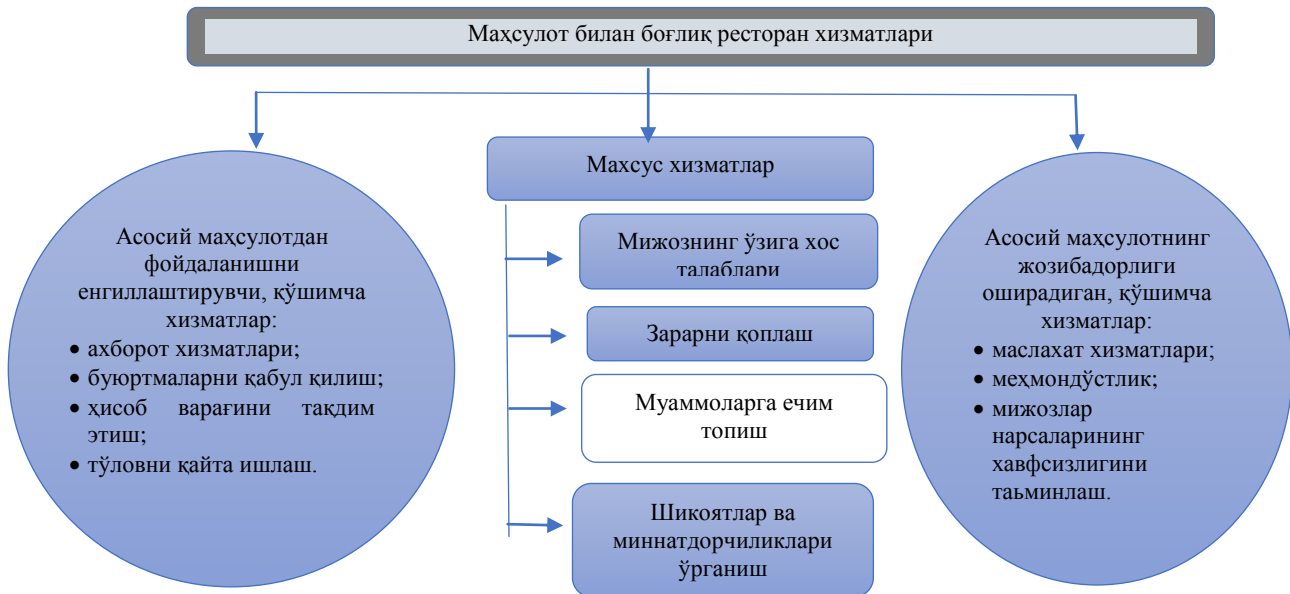 Маҳсулот билан боғлиқ ресторан хизматлари
Асосий маҳсулотдан
фойдаланишни
енгиллаштирувчи, қўшимча
хизматлар:
• ахборот хизматлари;
• буюртмаларни қабул қилиш;
• ҳисоб варағини тақдим
этиш;
• тўловни қайта ишлаш.
Махсус хизматлар
Мижознинг ўзига хос
талаблари
Зарарни қоплаш
Муаммоларга ечим
топиш
Шикоятлар ва
миннатдорчиликлари
ўрганиш
Асосий маҳсулотнинг
жозибадорлиги
оширадиган, қўшимча
хизматлар:
• маслахат хизматлари;
• меҳмондўстлик;
• мижозлар
нарсаларининг
хавфсизлигини
таьминлаш.